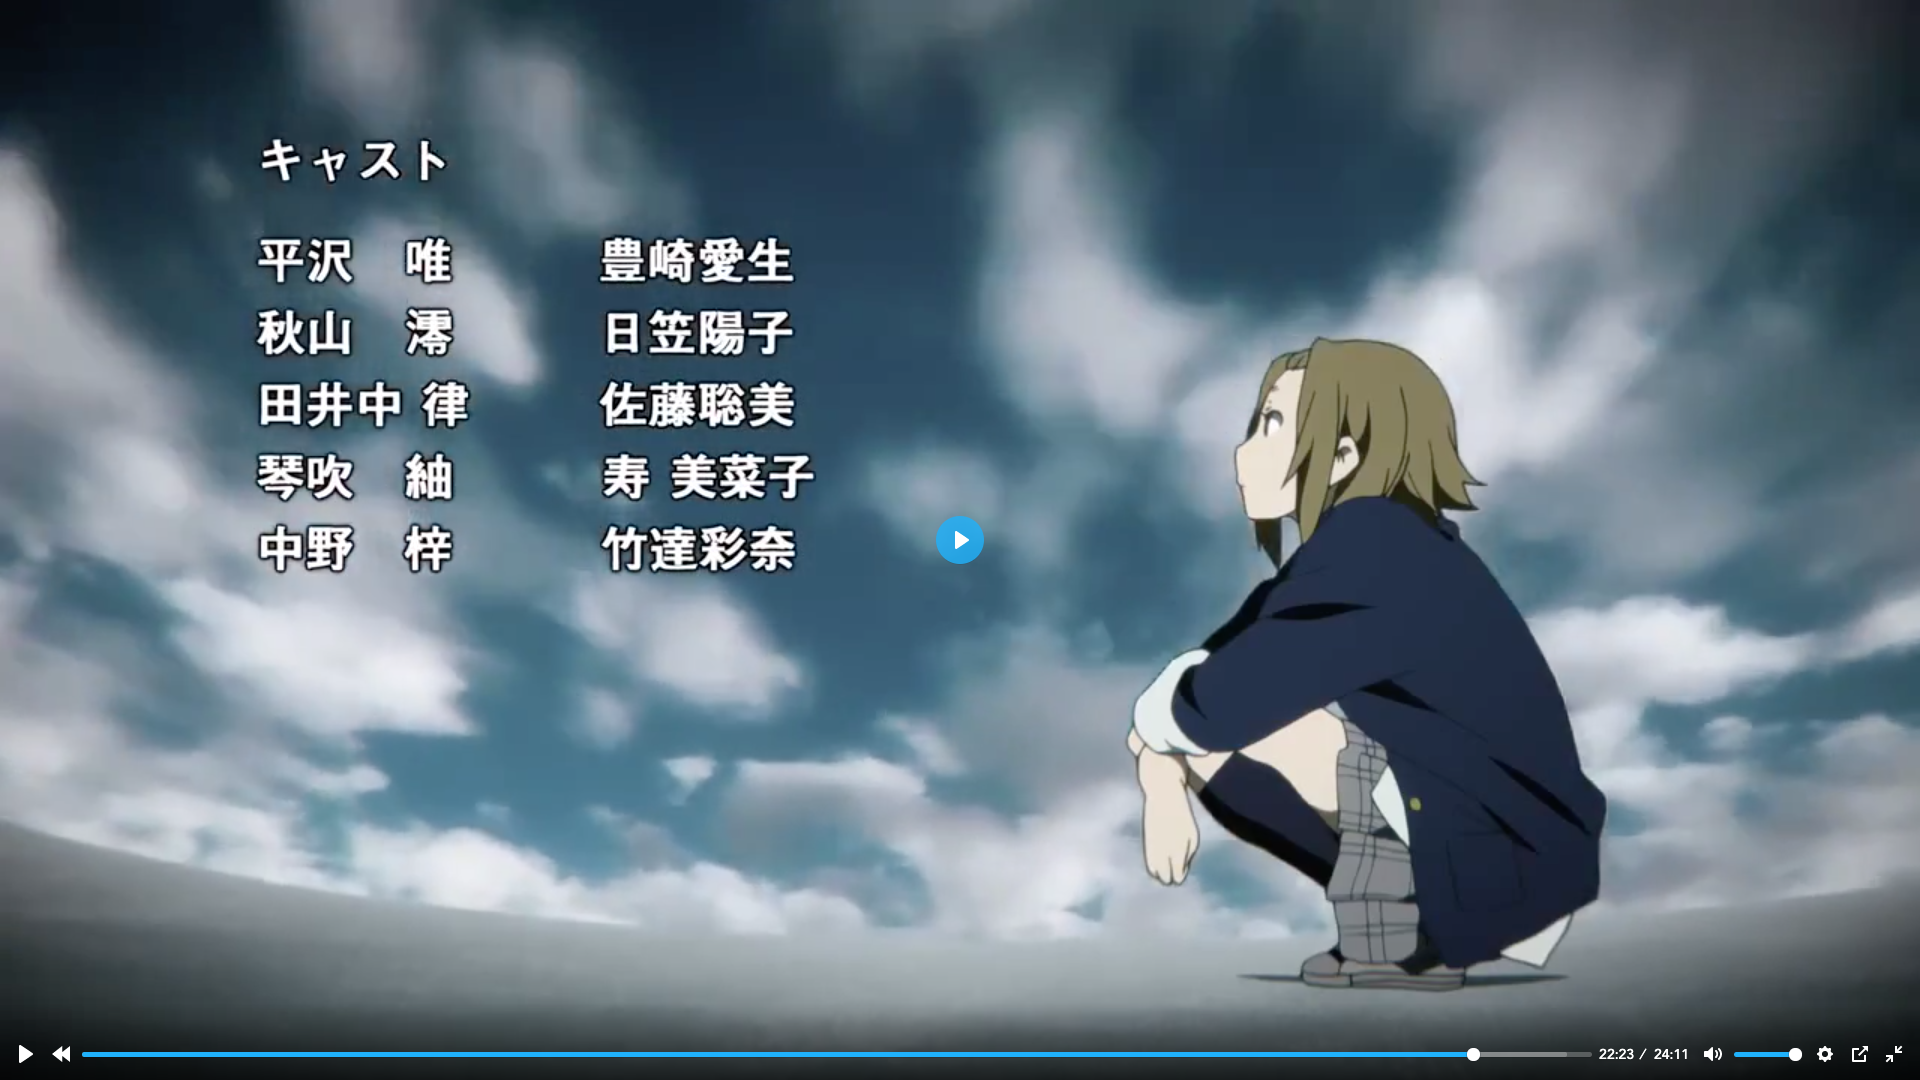 キャスト
平沢　唯　豊崎愛生
秋山　澪　日笠陽子
田井中 律　佐藤聡美
琴吹　紬　寿 美菜子
中野　梓　竹達彩奈
22:23 / 24:11